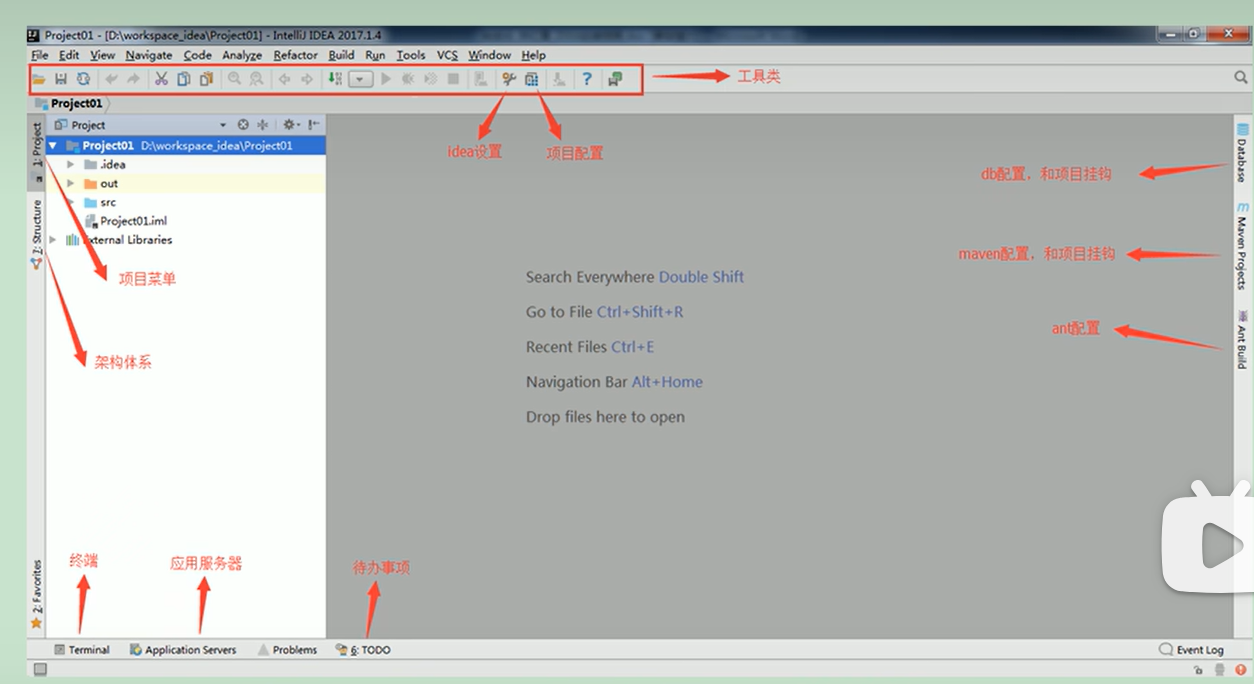 Project01 - [D:\workspace_idea\Project01] - IntelliJ IDEA 2017.1.4
File Edit View Navigate Code Analyze Refactor Build Run Tools VCS Window Help
工具类
Project01
Project
idea设置
项目配置
Project01 D:\workspace_idea\Project01
.idea
out
src
Project01.iml
External Libraries
1: Project
7: Structure
2: Favorites
项目菜单
架构体系
Search Everywhere Double Shift
Go to File Ctrl+Shift+R
Recent Files Ctrl+E
Navigation Bar Alt+Home
Drop files here to open
db配置，和项目挂钩
maven配置，和项目挂钩
ant配置
Database
m Maven Projects
Ant Build
终端
应用服务器
待办事项
Terminal Application Servers Problems 6: TODO Event Log